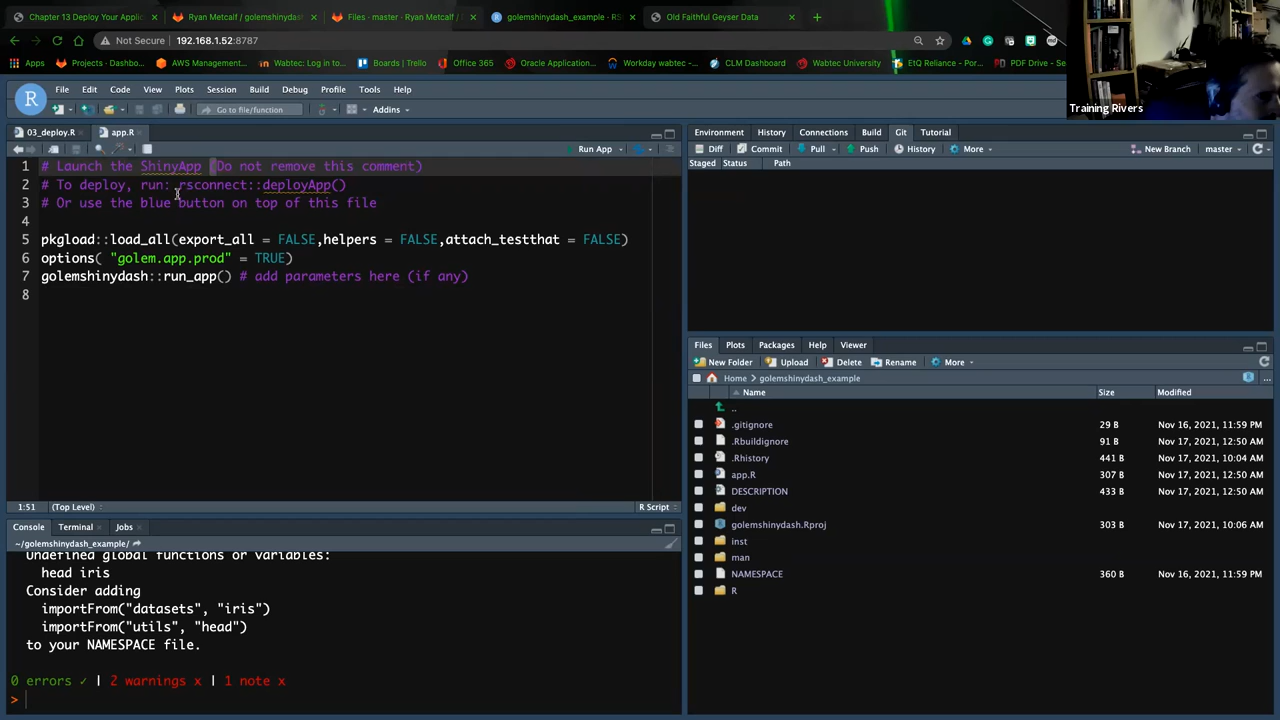 Chapter 13 Deploy Your Applic
Ryan Metcalf / golemshinydash
Files · master · Ryan Metcalf /
golemshinydash_example - RS
Old Faithful Geyser Data
Not Secure | 192.168.1.52:8787
Apps
Projects · Dashbo...
AWS Management...
Wabtec: Log in to...
Boards | Trello
Office 365
Oracle Application...
Workday wabtec -...
CLM Dashboard
Wabtec University
EtQ Reliance - Por...
PDF Drive - Se
Training Rivers
File Edit Code View Plots Session Build Debug Profile Tools Help
Go to file/function
Addins
03_deploy.R
app.R
Run App
1 # Launch the ShinyApp (Do not remove this comment)
2 # To deploy, run: rsconnect::deployApp()
3 # Or use the blue button on top of this file
4
5 pkgload::load_all(export_all = FALSE,helpers = FALSE,attach_testthat = FALSE)
6 options( "golem.app.prod" = TRUE)
7 golemshinydash::run_app() # add parameters here (if any)
8
1:51 (Top Level) R Script
Console Terminal Jobs
~/golemshinydash_example/
Undefined global functions or variables:
head iris
Consider adding
importFrom("datasets", "iris")
importFrom("utils", "head")
to your NAMESPACE file.
0 errors ✓ | 2 warnings x | 1 note x
>
Environment History Connections Build Git Tutorial
Diff Commit Pull Push History More New Branch master
Staged Status Path
Files Plots Packages Help Viewer
New Folder Upload Delete Rename More
Home > golemshinydash_example
Name Size Modified
..
.gitignore 29 B Nov 16, 2021, 11:59 PM
.Rbuildignore 91 B Nov 17, 2021, 12:50 AM
.Rhistory 441 B Nov 17, 2021, 10:04 AM
app.R 307 B Nov 17, 2021, 12:50 AM
DESCRIPTION 433 B Nov 17, 2021, 12:50 AM
dev
golemshinydash.Rproj 303 B Nov 17, 2021, 10:06 AM
inst
man
NAMESPACE 360 B Nov 16, 2021, 11:59 PM
R